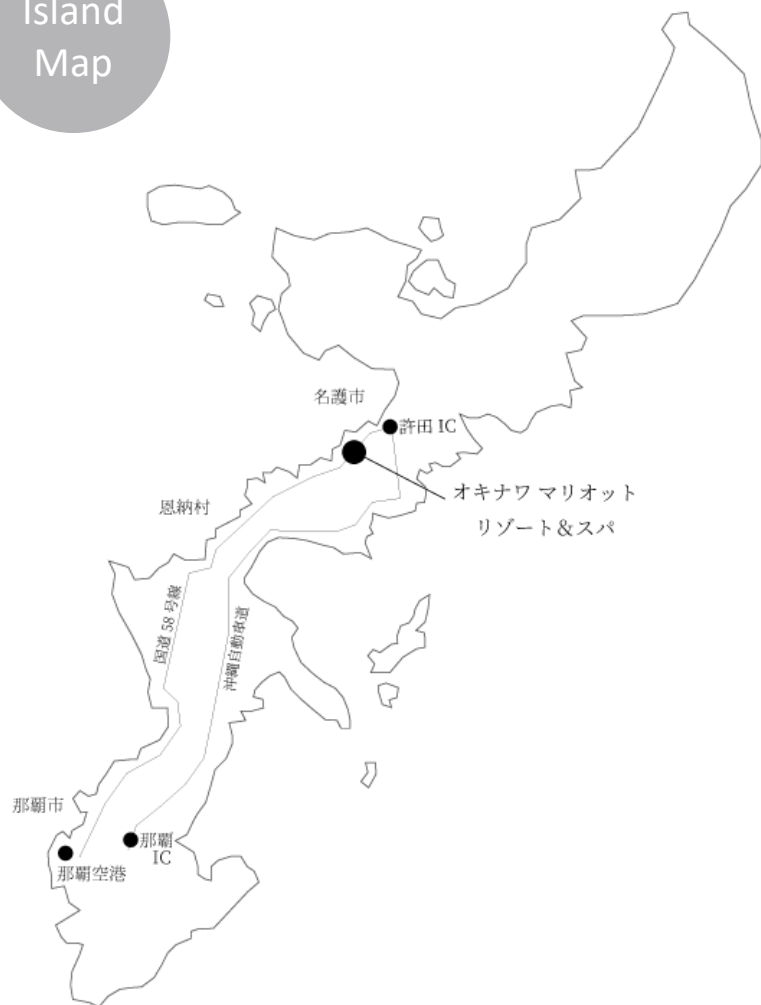 Island
Map
名護市
許田 IC
オキナワ マリオット
リゾート＆スパ
恩納村
国道 58 号線
沖縄自動車道
那覇市
那覇
IC
那覇空港